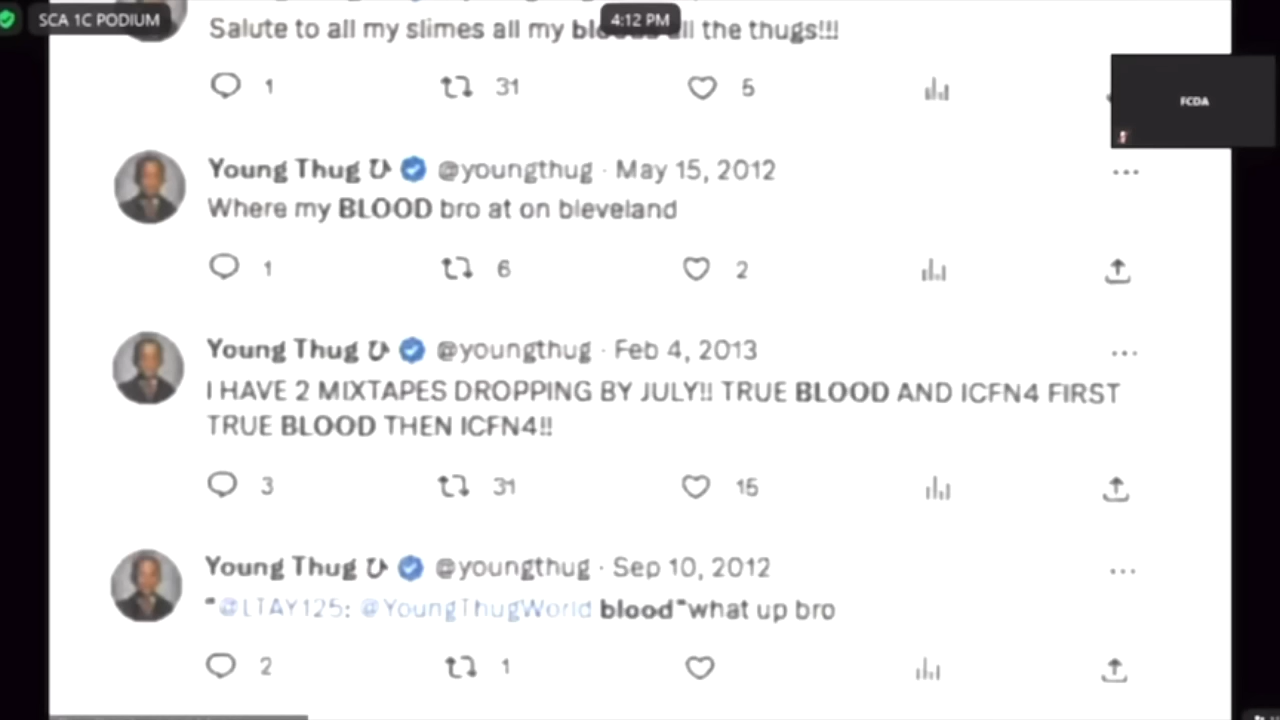 SCA 1C PODIUM
4:12 PM
Salute to all my slimes all my all the thugs!!!
1 31 5
FCDA
Young Thug ひ @youngthug · May 15, 2012 ...
Where my BLOOD bro at on bleveland
1 6 2
Young Thug ひ @youngthug · Feb 4, 2013 ...
I HAVE 2 MIXTAPES DROPPING BY JULY!! TRUE BLOOD AND ICFN4 FIRST
TRUE BLOOD THEN ICFN4!!
3 31 15
Young Thug ひ @youngthug · Sep 10, 2012 ...
"@LTAY125: @YoungThugWorld blood"what up bro
2 1